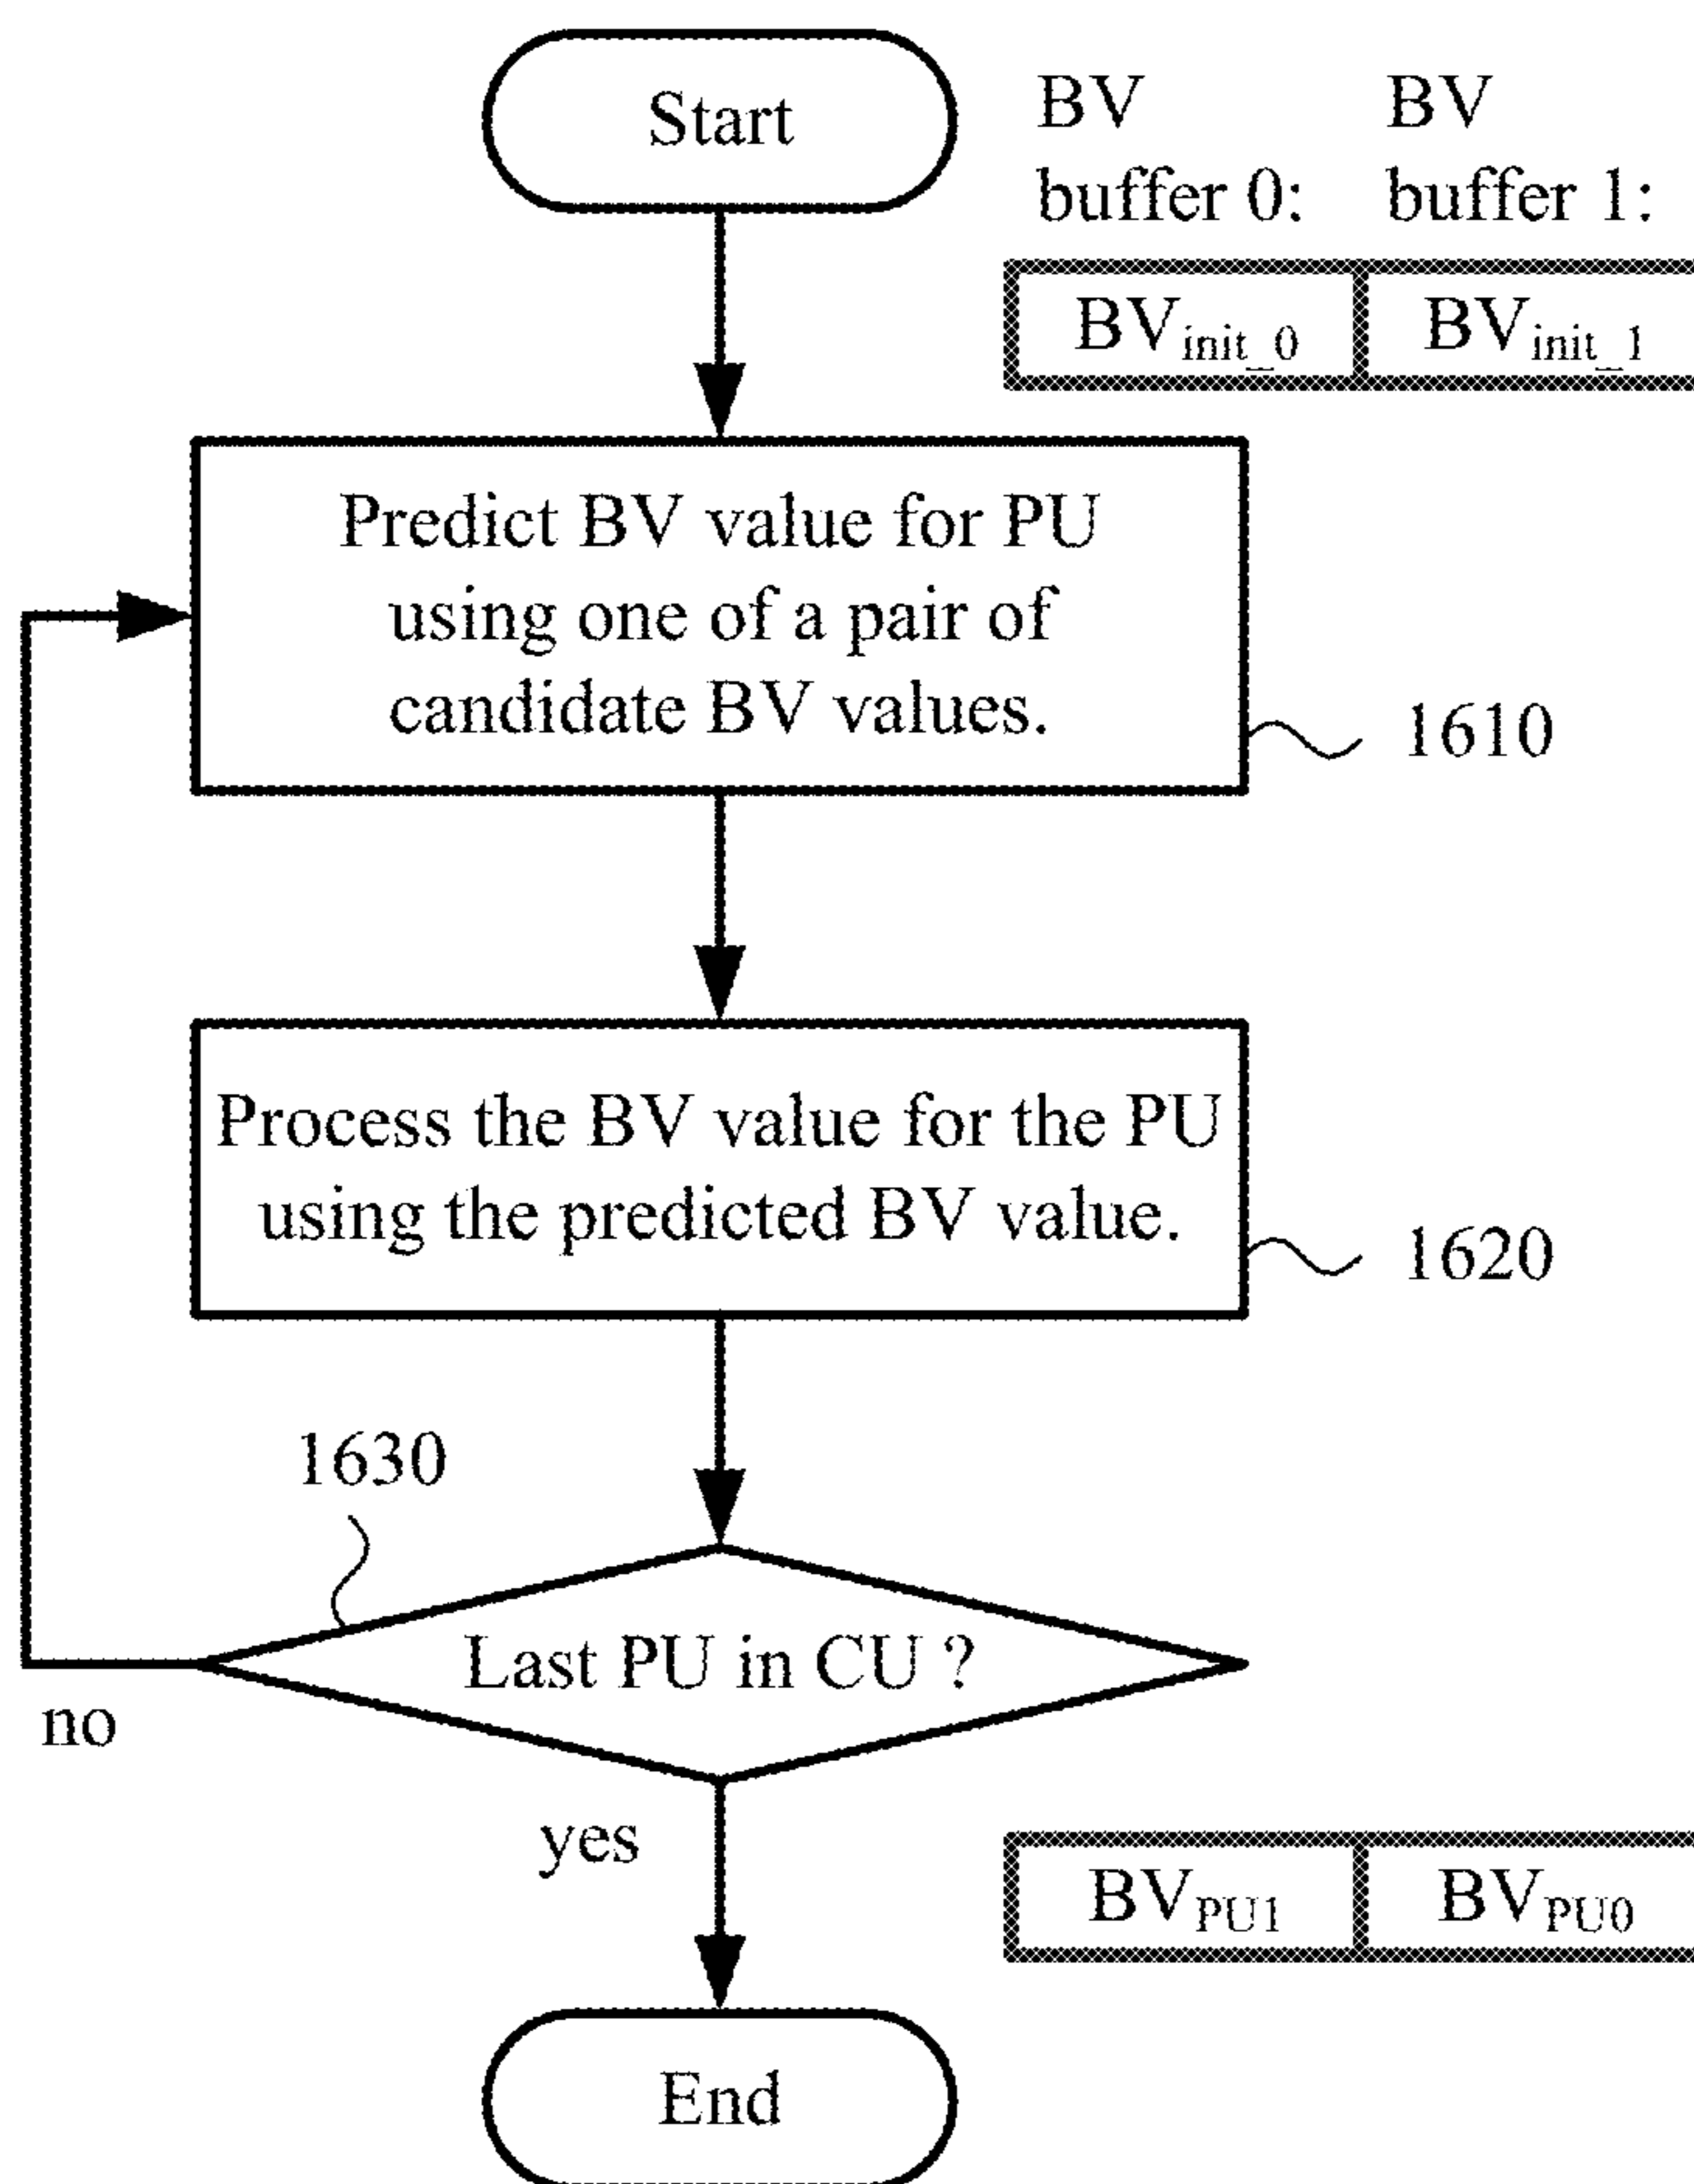 Start
BV BV
buffer 0: buffer 1:
BVinit_0 BVinit_1
Predict BV value for PU
using one of a pair of
candidate BV values.
1610
Process the BV value for the PU
using the predicted BV value.
1620
1630
Last PU in CU ?
no
yes
BVPU1 BVPU0
End